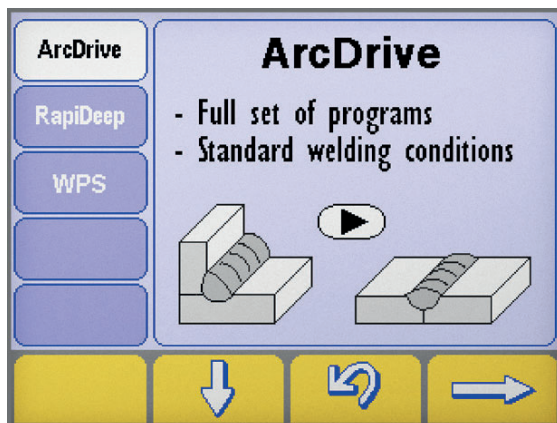 ArcDrive
RapiDeep
WPS
ArcDrive
- Full set of programs
- Standard welding conditions